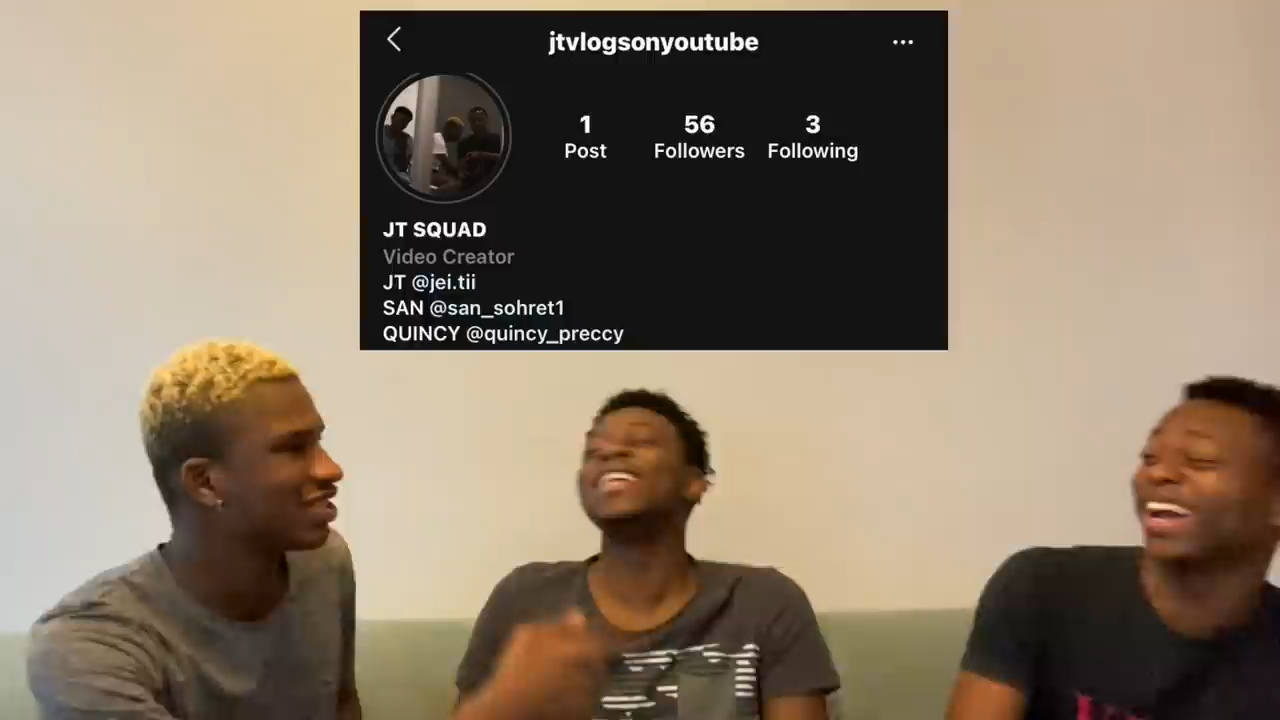 jtvlogsonyoutube
1 56 3
Post Followers Following
JT SQUAD
Video Creator
JT @jei.tii
SAN @san_sohret1
QUINCY @quincy_preccy